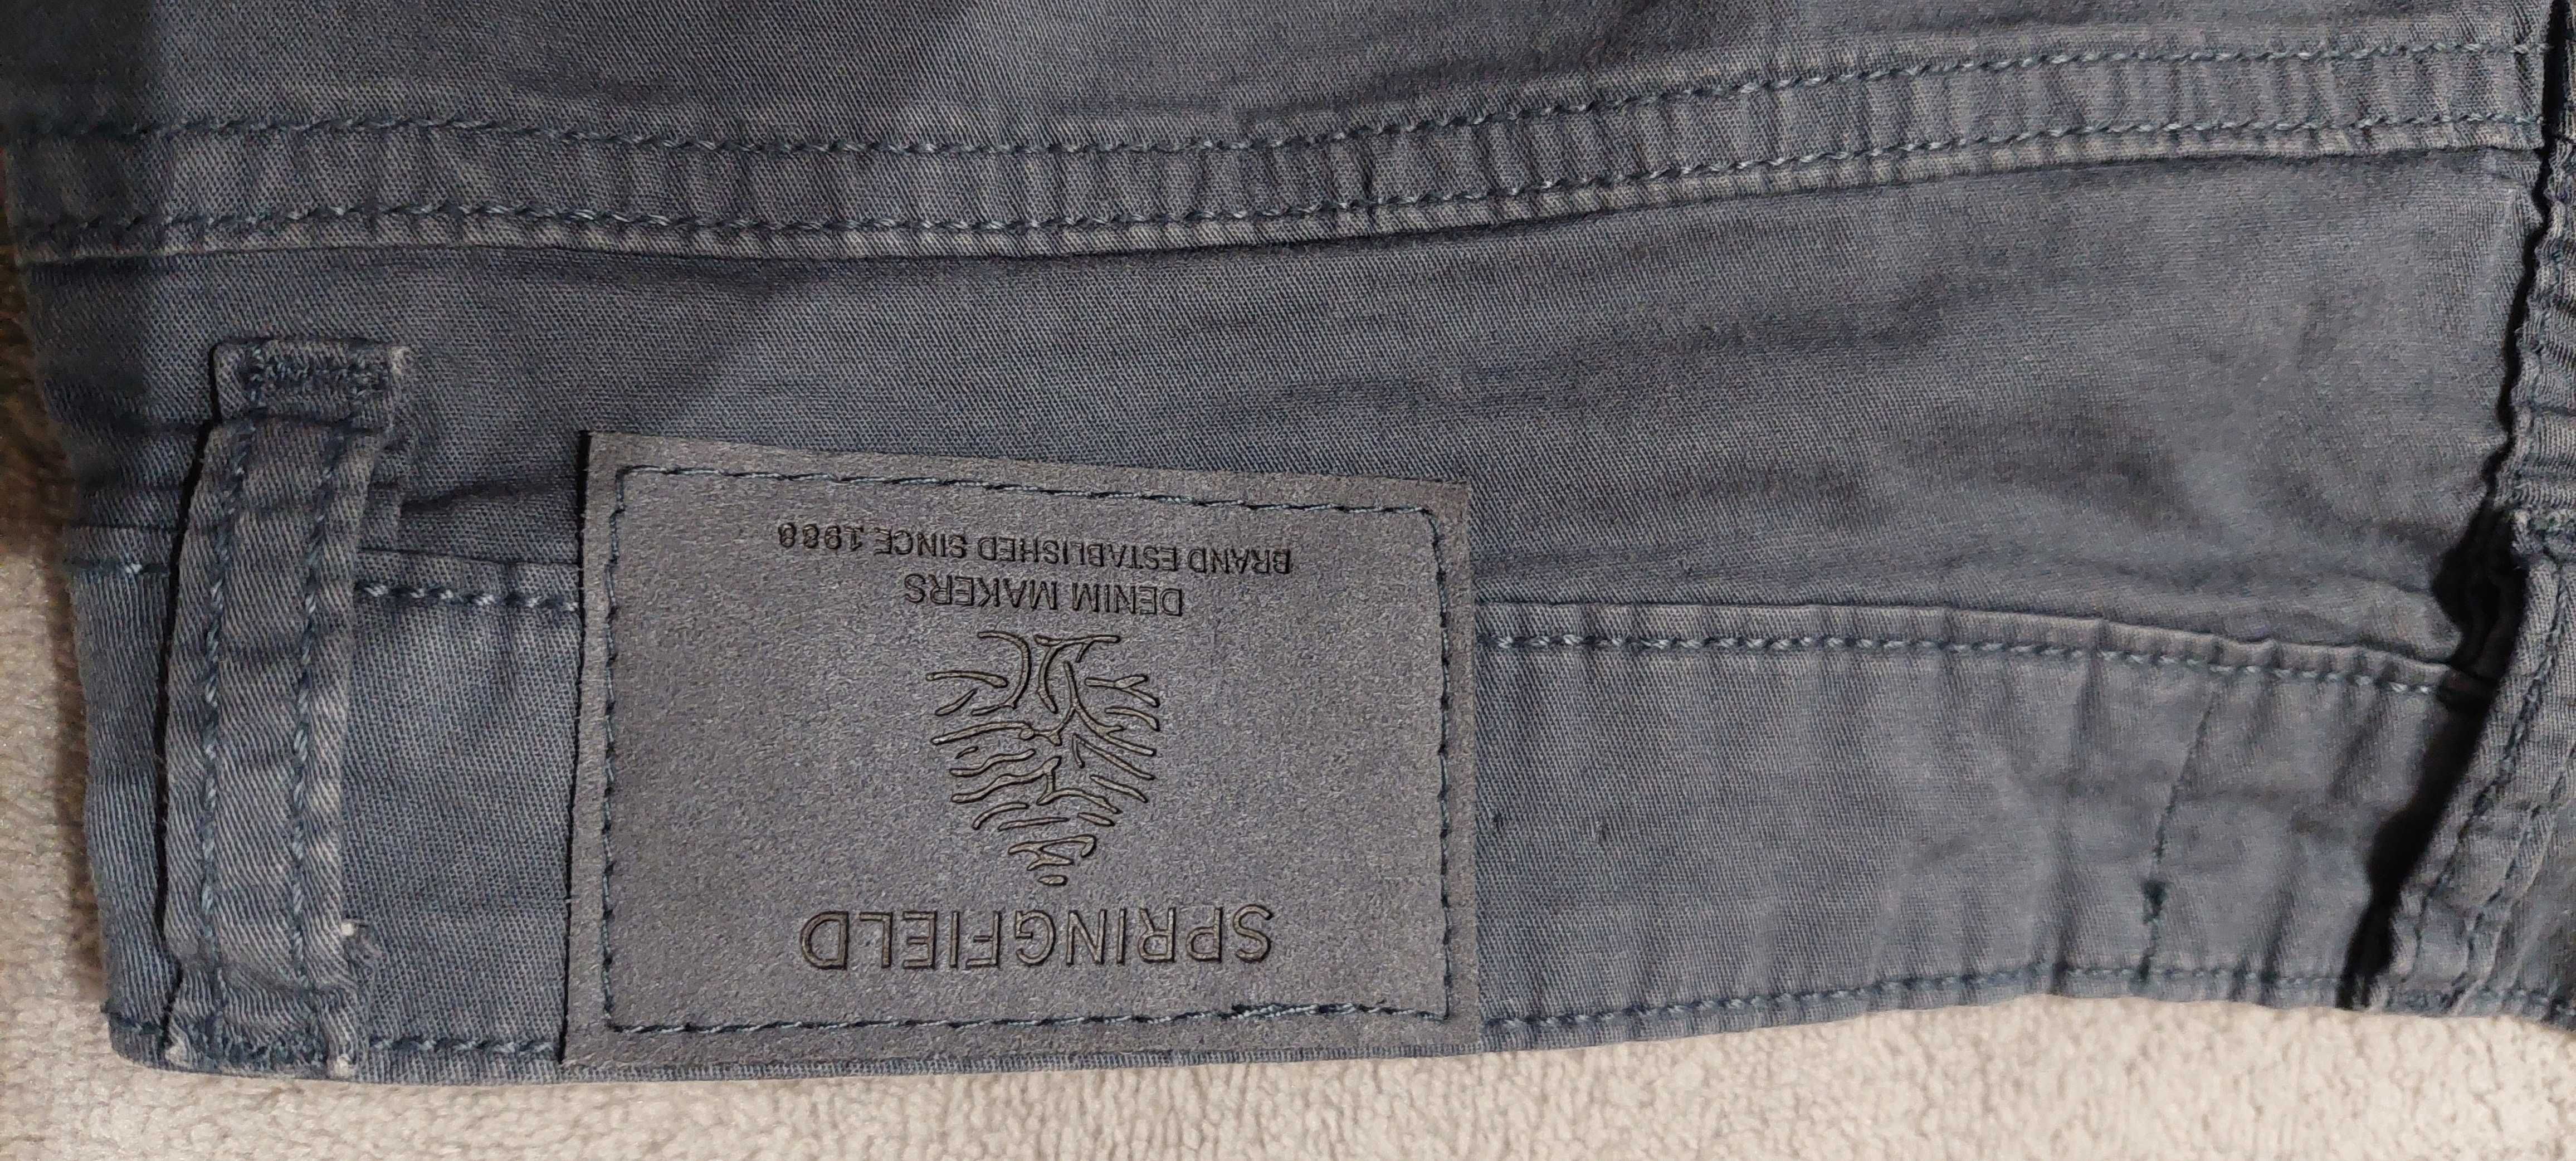 SPRINGFIELD
DENIM MAKERS
BRAND ESTABLISHED SINCE 1988